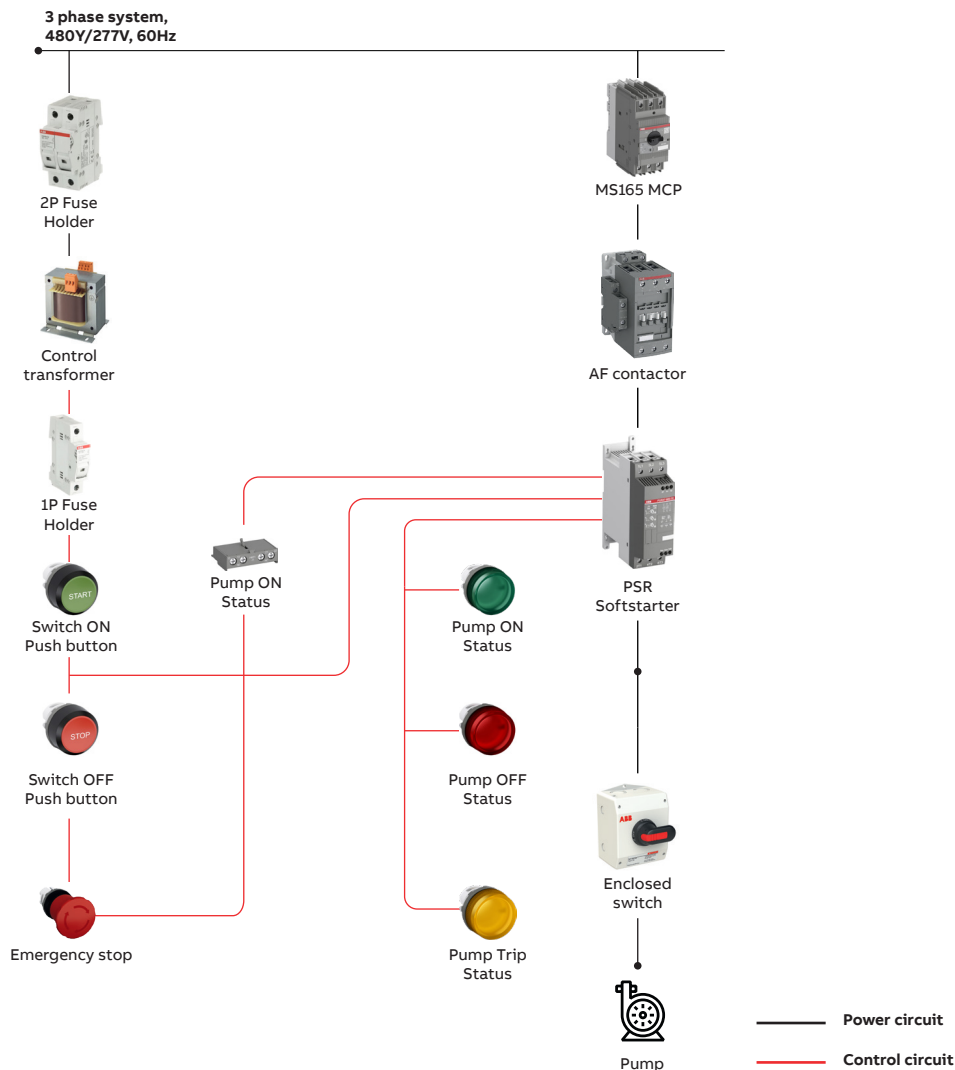 3 phase system,
480Y/277V, 60Hz
2P Fuse
Holder
MS165 MCP
Control
transformer
AF contactor
1P Fuse
Holder
START
Switch ON
Push button
Pump ON
Status
Pump ON
Status
PSR
Softstarter
STOP
Switch OFF
Push button
Pump OFF
Status
ABB
Enclosed
switch
Emergency stop
Pump Trip
Status
Pump
Power circuit
Control circuit